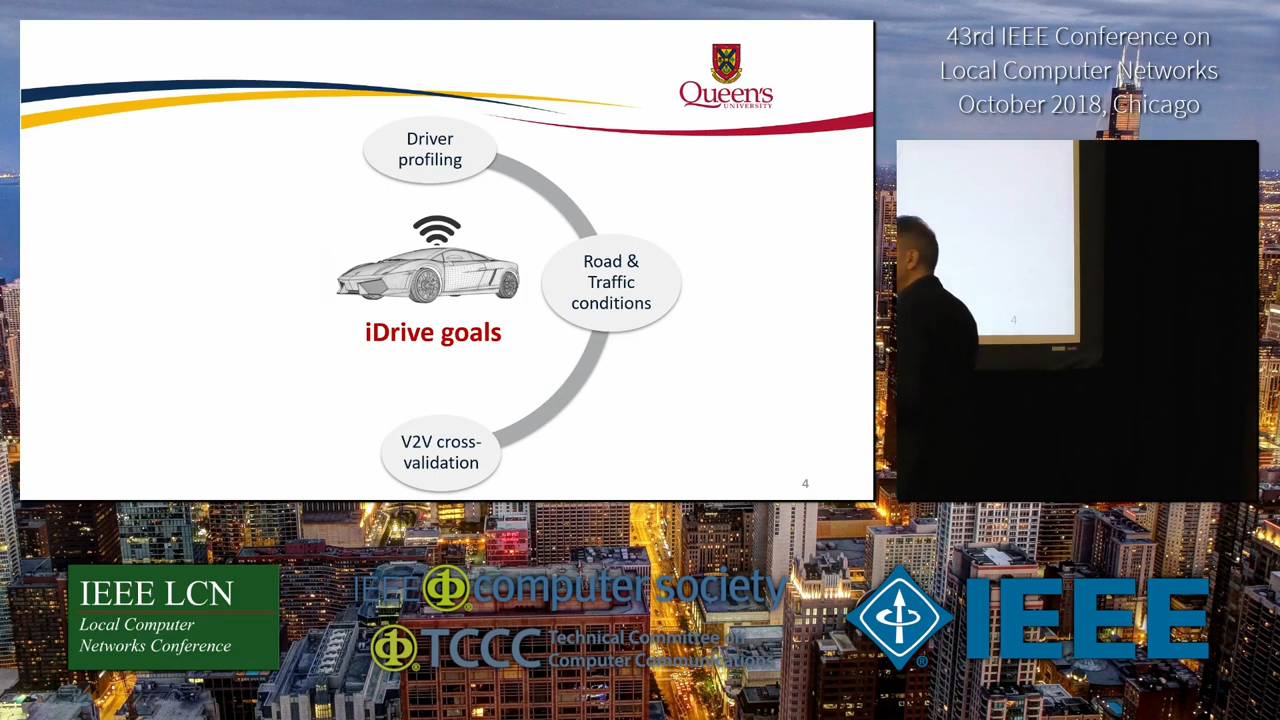 43rd IEEE Conference on
Local Computer Networks
October 2018, Chicago
Queen's
UNIVERSITY
Driver
profiling
Road &
Traffic
conditions
iDrive goals
V2V cross-
validation
4
4
IEEE LCN
Local Computer
Networks Conference
IEEE computer society
TCCC Technical Committee on
Computer Communications
IEEE